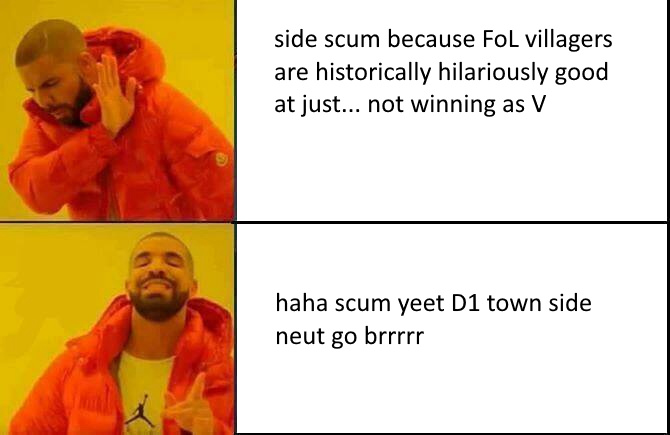 side scum because FoL villagers
are historically hilariously good
at just... not winning as V
haha scum yeet D1 town side
neut go brrrrr